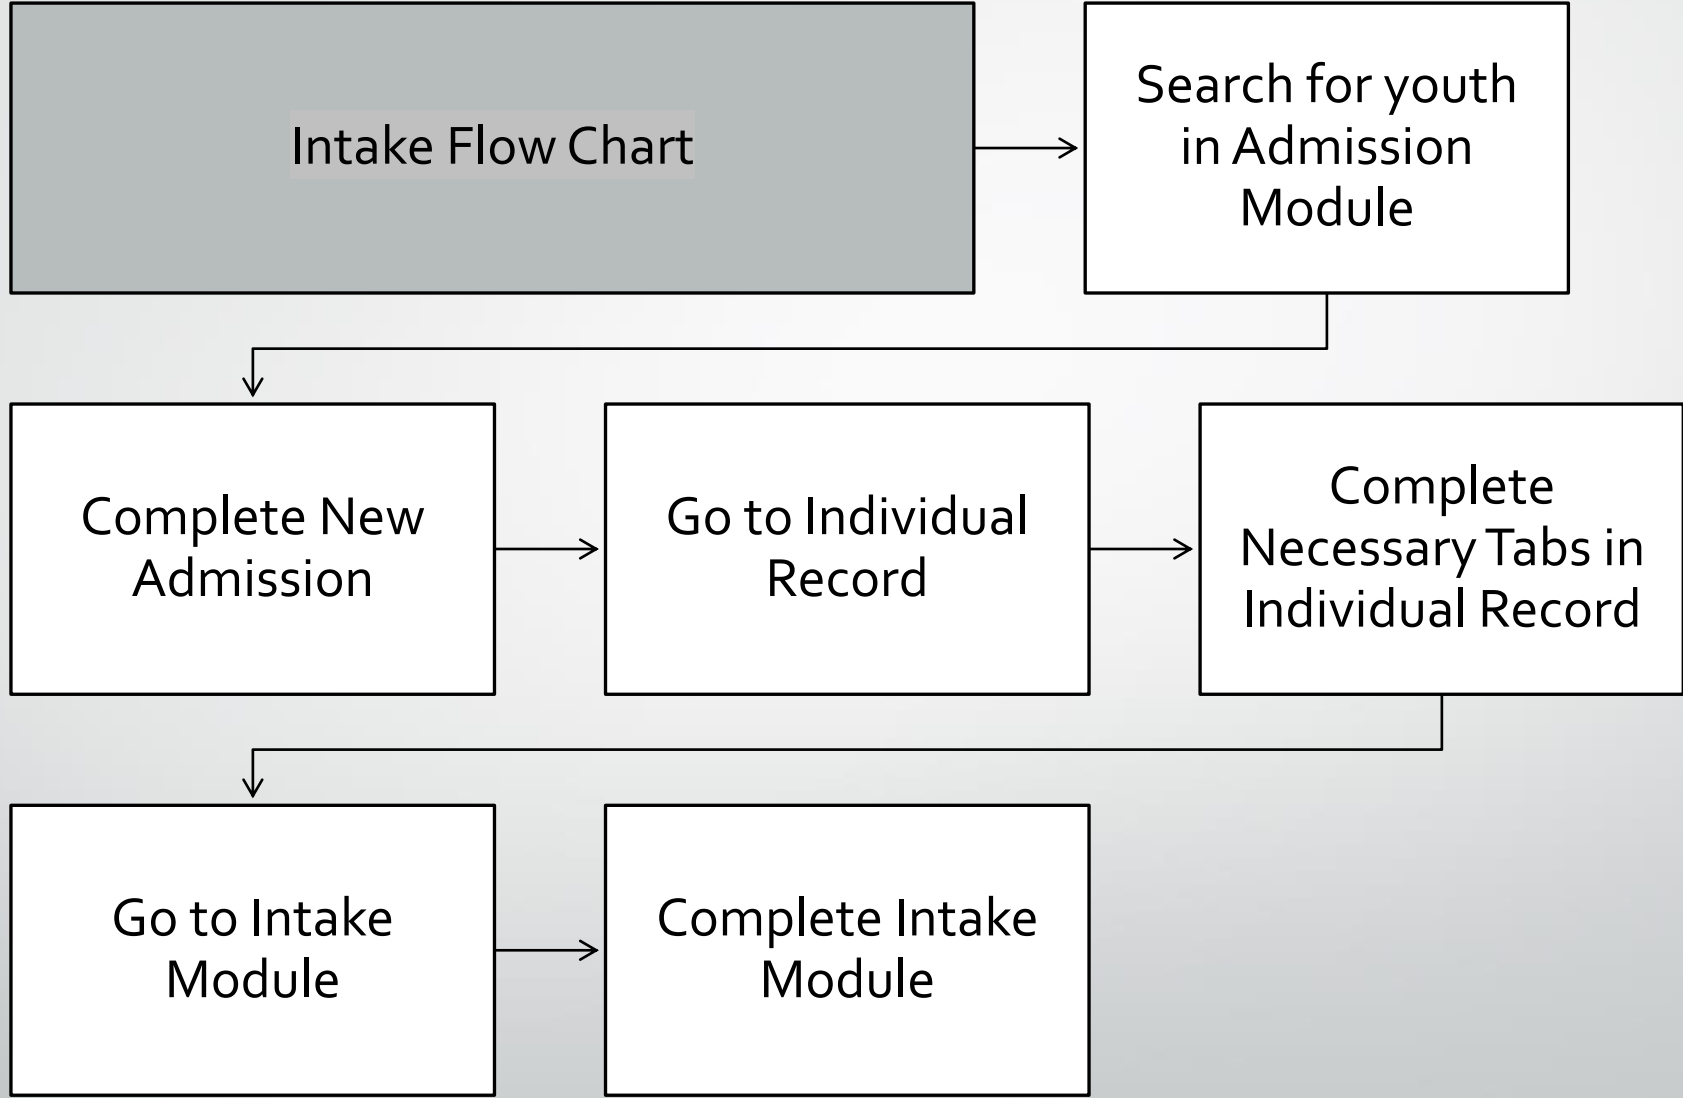 Intake Flow Chart
Search for youth
in Admission
Module
Complete New
Admission
Go to Individual
Record
Complete
Necessary Tabs in
Individual Record
Go to Intake
Module
Complete Intake
Module